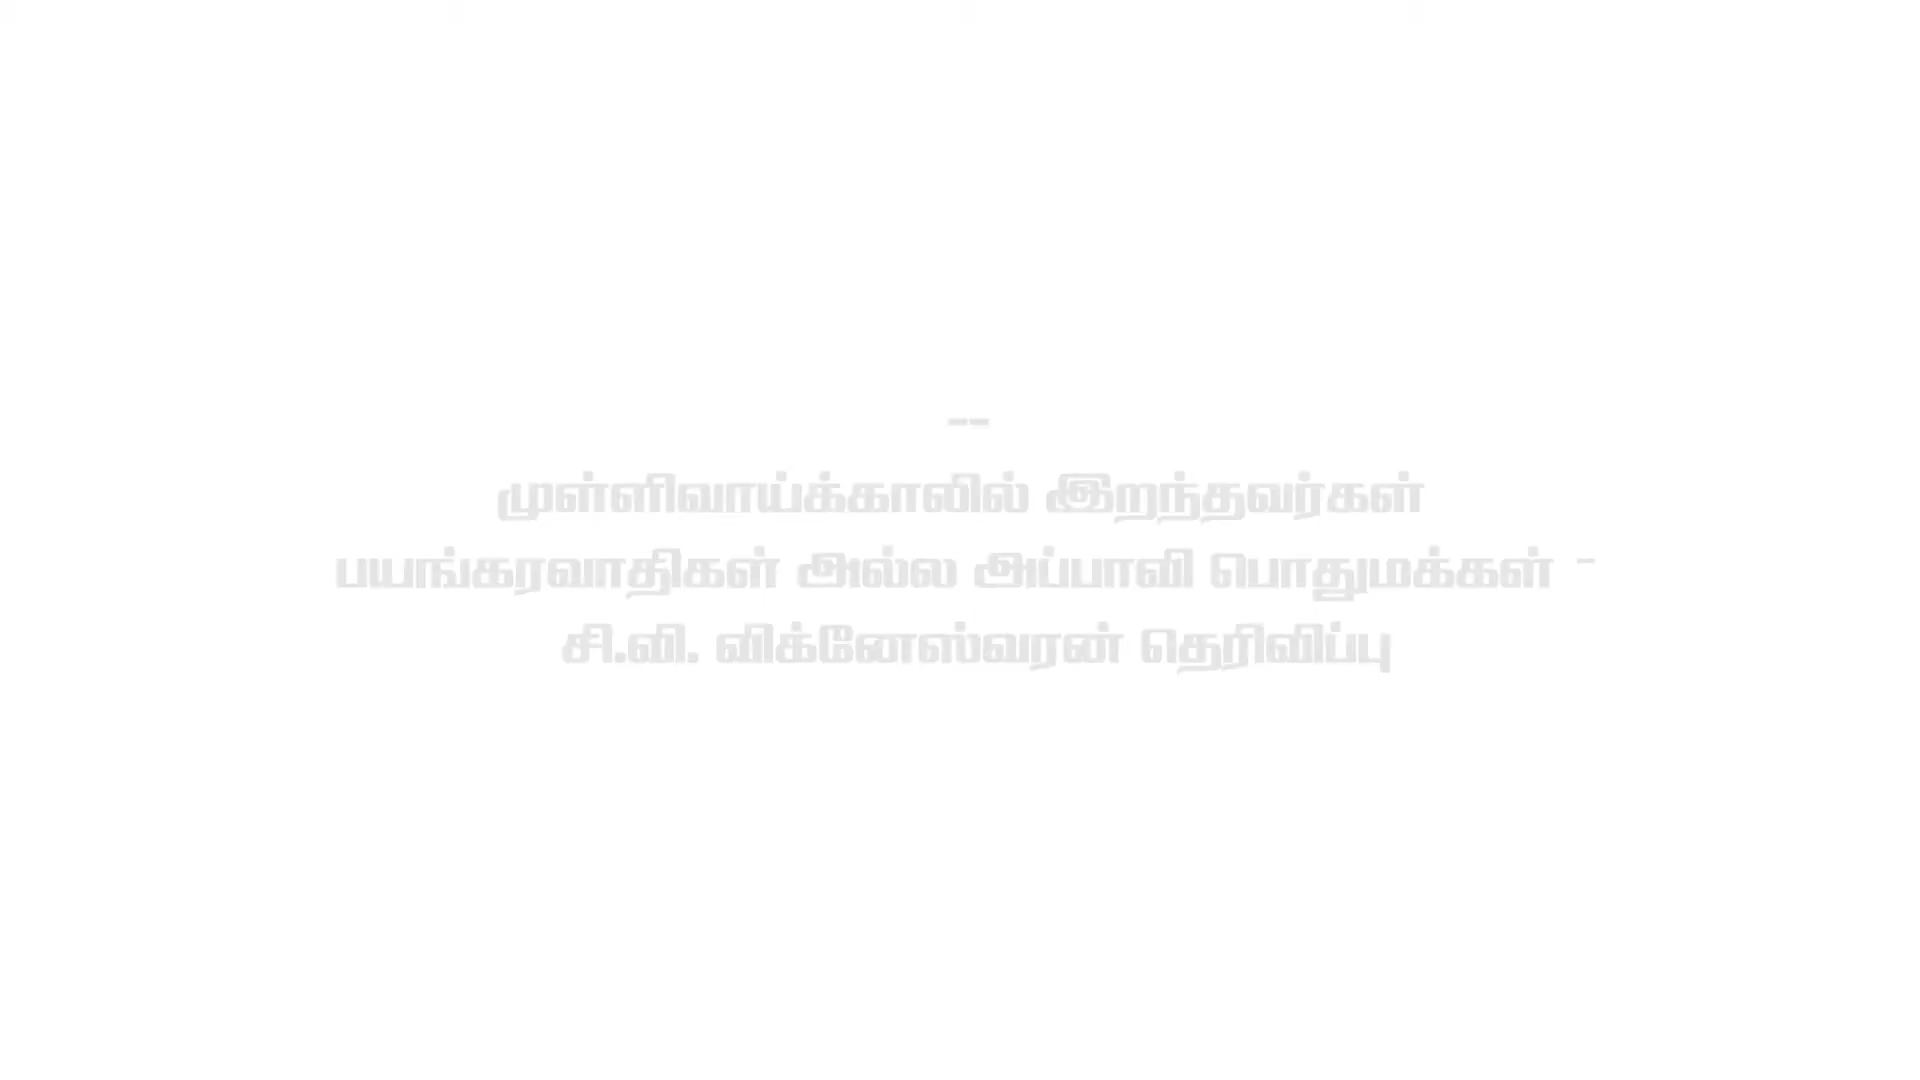 --
முள்ளிவாய்க்காலில் இறந்தவர்கள்
பயங்கரவாதிகள் அல்ல அப்பாவி பொதுமக்கள் -
சி.வி. விக்னேஸ்வரன் தெரிவிப்பு